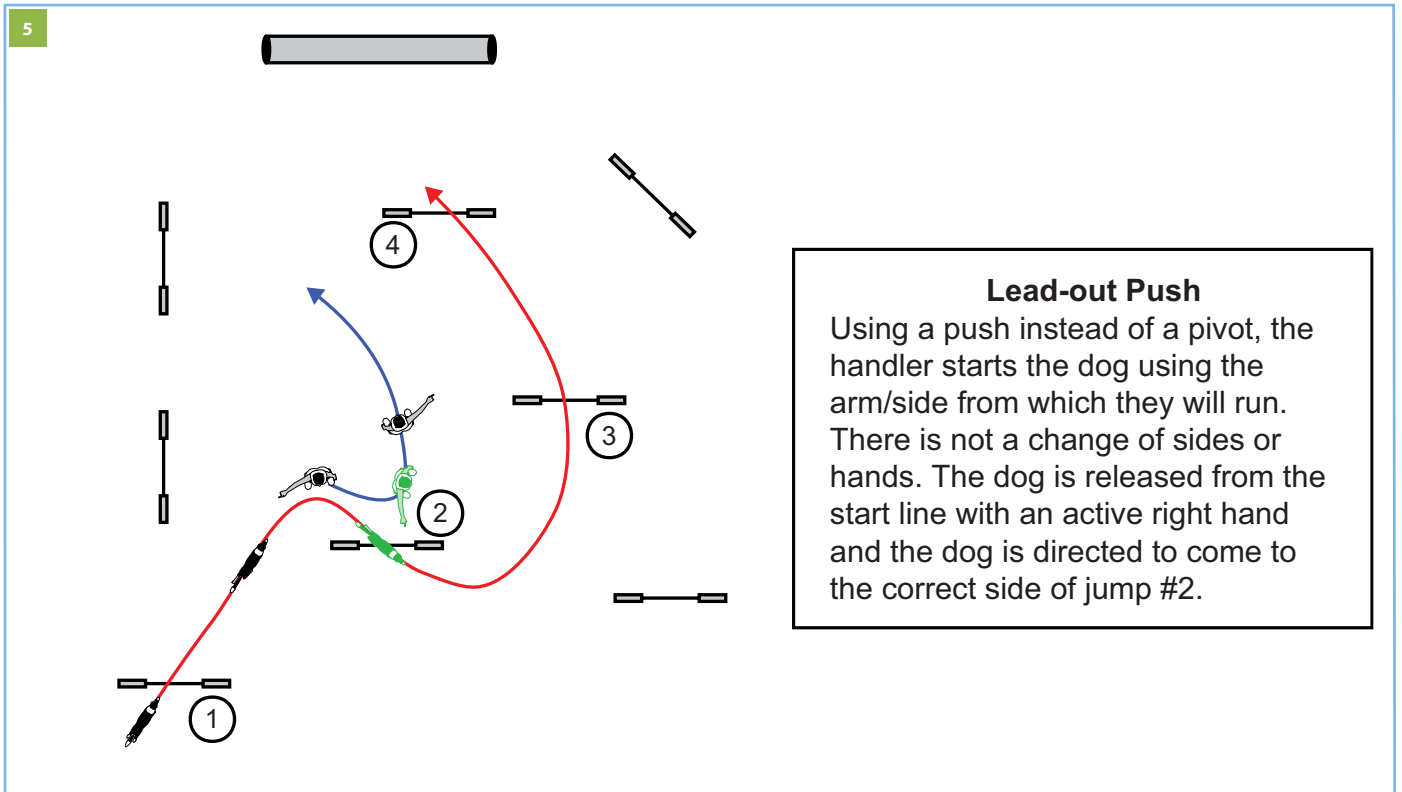 5
4
3
2
1
Lead-out Push
Using a push instead of a pivot, the
handler starts the dog using the
arm/side from which they will run.
There is not a change of sides or
hands. The dog is released from the
start line with an active right hand
and the dog is directed to come to
the correct side of jump #2.